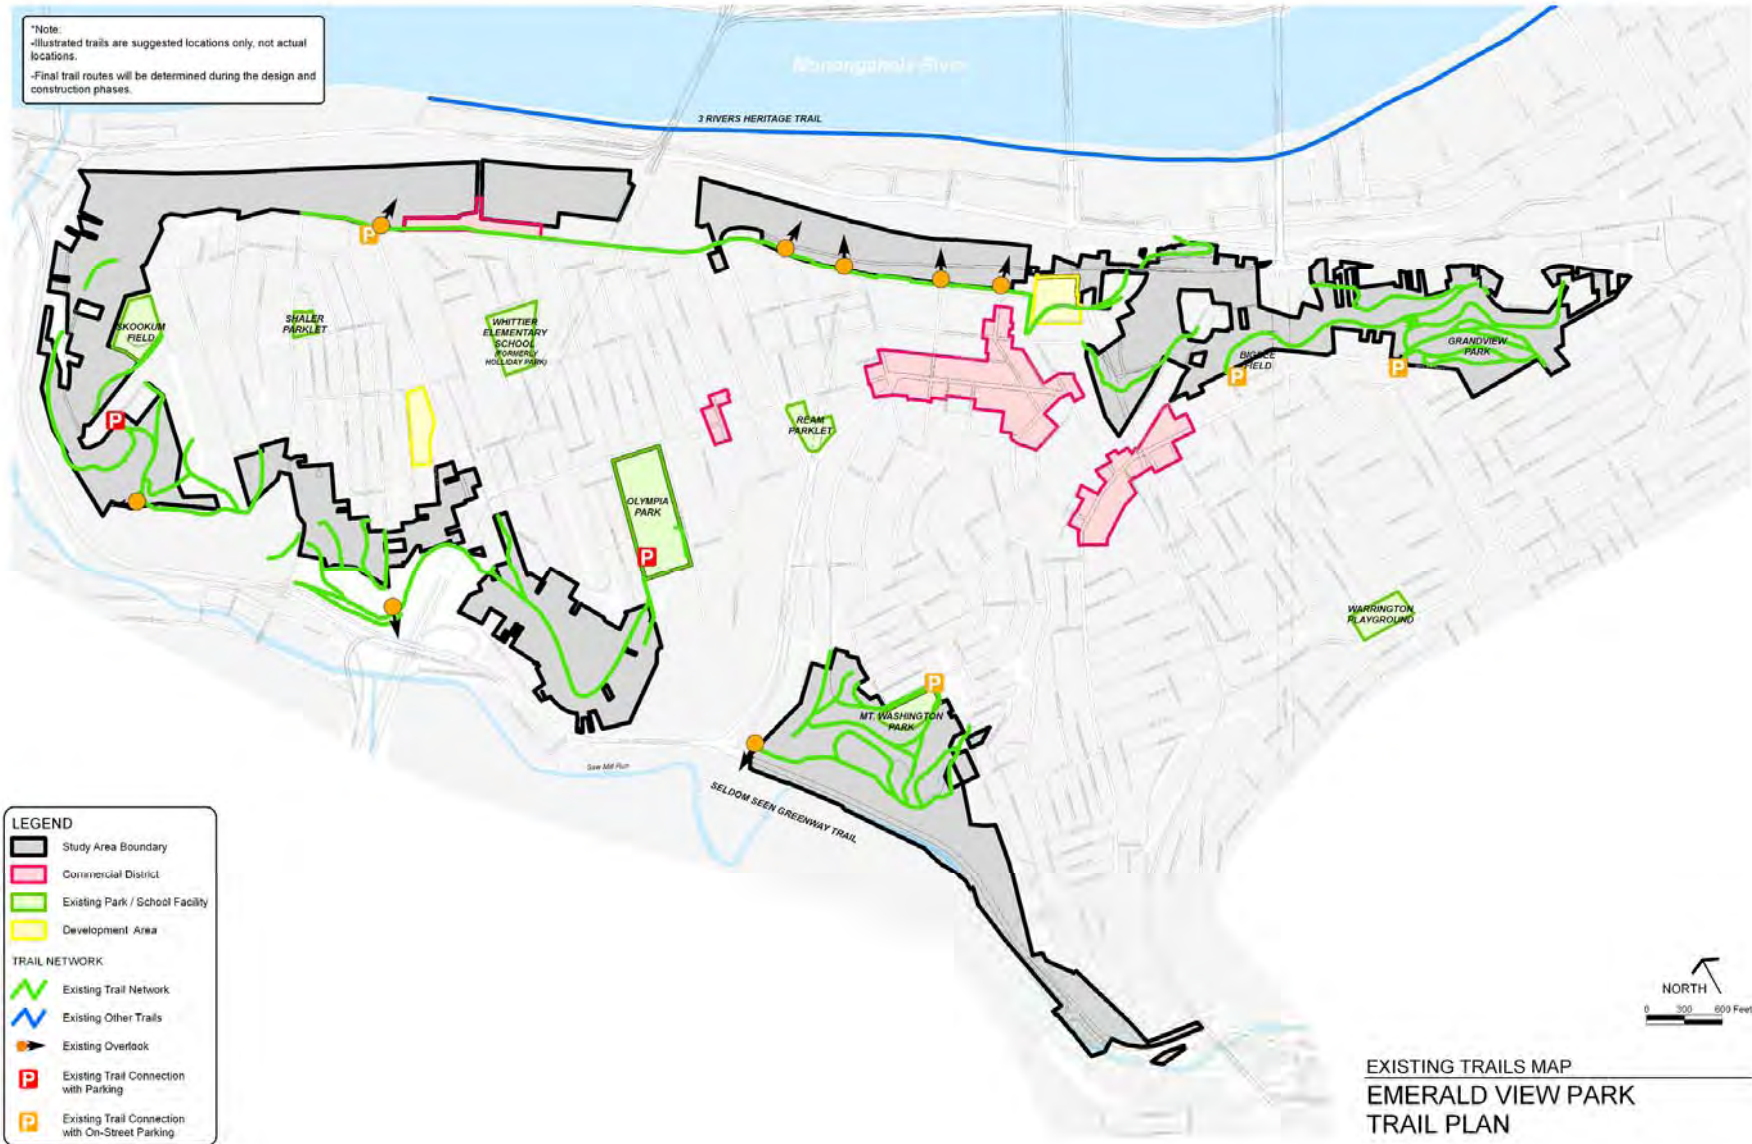 *Note:
-Illustrated trails are suggested locations only, not actual
locations.
-Final trail routes will be determined during the design and
construction phases.
Monongahela River
3 RIVERS HERITAGE TRAIL
SKOOKUM
FIELD
SHALER
PARKLET
WHITTIER
ELEMENTARY
SCHOOL
(FORMERLY
HOLLIDAY PARK)
BIGBEE
FIELD
GRANDVIEW
PARK
P
P
P
P
REAM
PARKLET
OLYMPIA
PARK
P
WARRINGTON
PLAYGROUND
P
MT. WASHINGTON
PARK
Saw Mill Run
SELDOM SEEN GREENWAY TRAIL
LEGEND
Study Area Boundary
Commercial District
Existing Park / School Facility
Development Area
TRAIL NETWORK
Existing Trail Network
Existing Other Trails
Existing Overlook
P
Existing Trail Connection
with Parking
P
Existing Trail Connection
with On-Street Parking
NORTH
0 300 600 Feet
EXISTING TRAILS MAP
EMERALD VIEW PARK
TRAIL PLAN